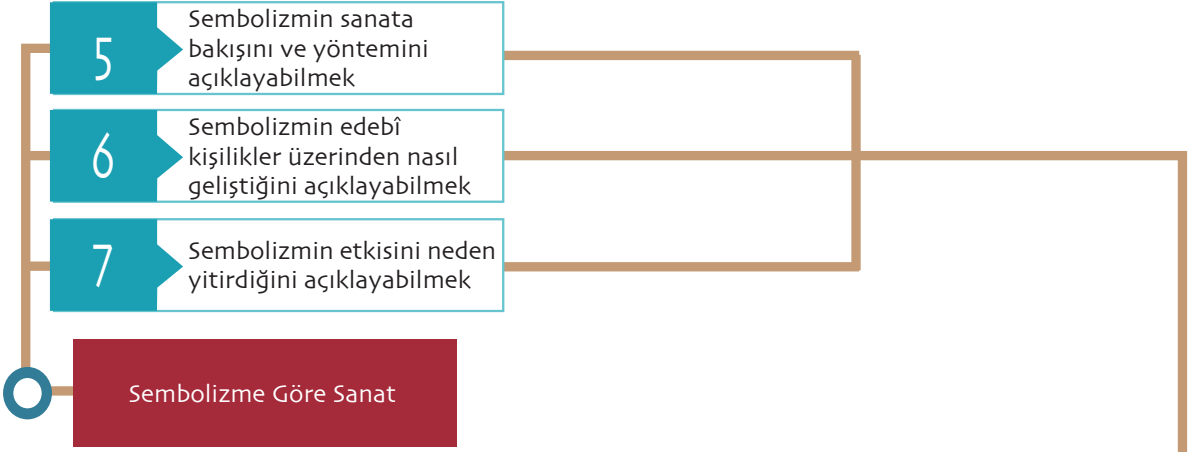 5
Sembolizmin sanata
bakışını ve yöntemini
açıklayabilmek
6
Sembolizmin edebî
kişilikler üzerinden nasıl
geliştiğini açıklayabilmek
7
Sembolizmin etkisini neden
yitirdiğini açıklayabilmek
Sembolizme Göre Sanat